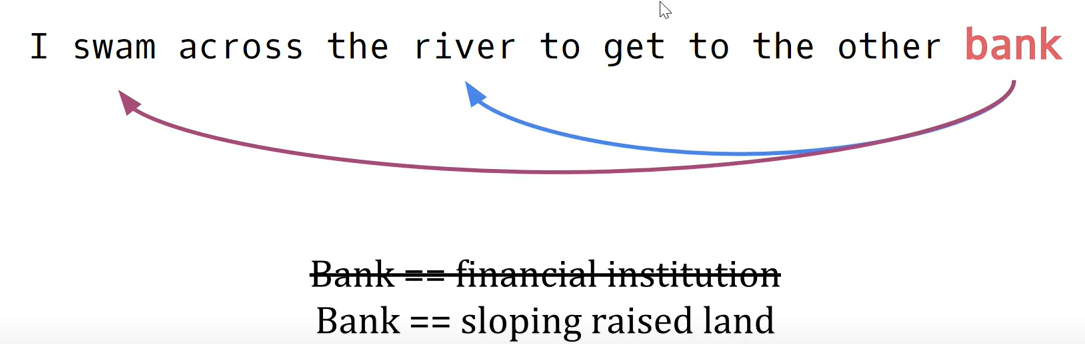 I swam across the river to get to the other bank
Bank == financial institution
Bank == sloping raised land